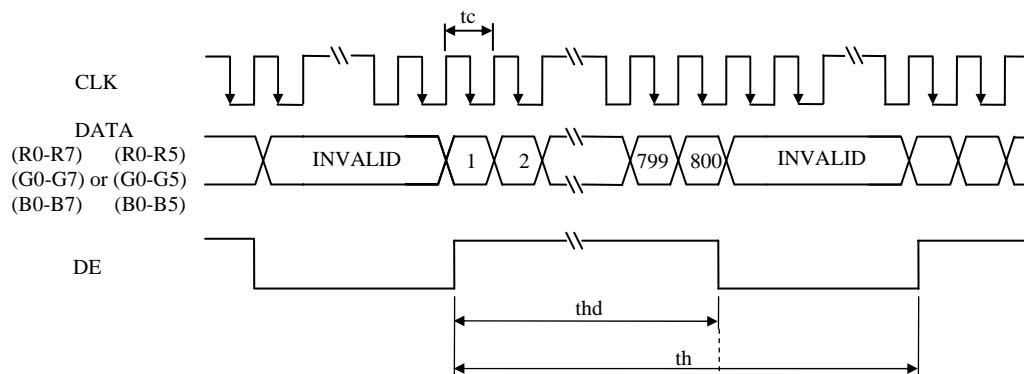 tc
CLK
DATA
(R0-R7) (R0-R5)
(G0-G7) or (G0-G5)
(B0-B7) (B0-B5)
INVALID 1 2 799 800 INVALID
DE
thd
th